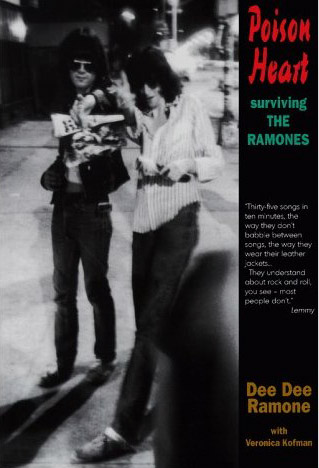 Poison
Heart
surviving
THE
RAMONES
"Thirty-five songs in
ten minutes, the
way they don't
babble between
songs, the way they
wear their leather
jackets...
They understand
about rock and roll,
you see – most
people don't."
Lemmy
Dee Dee
Ramone
with
Veronica Kofman